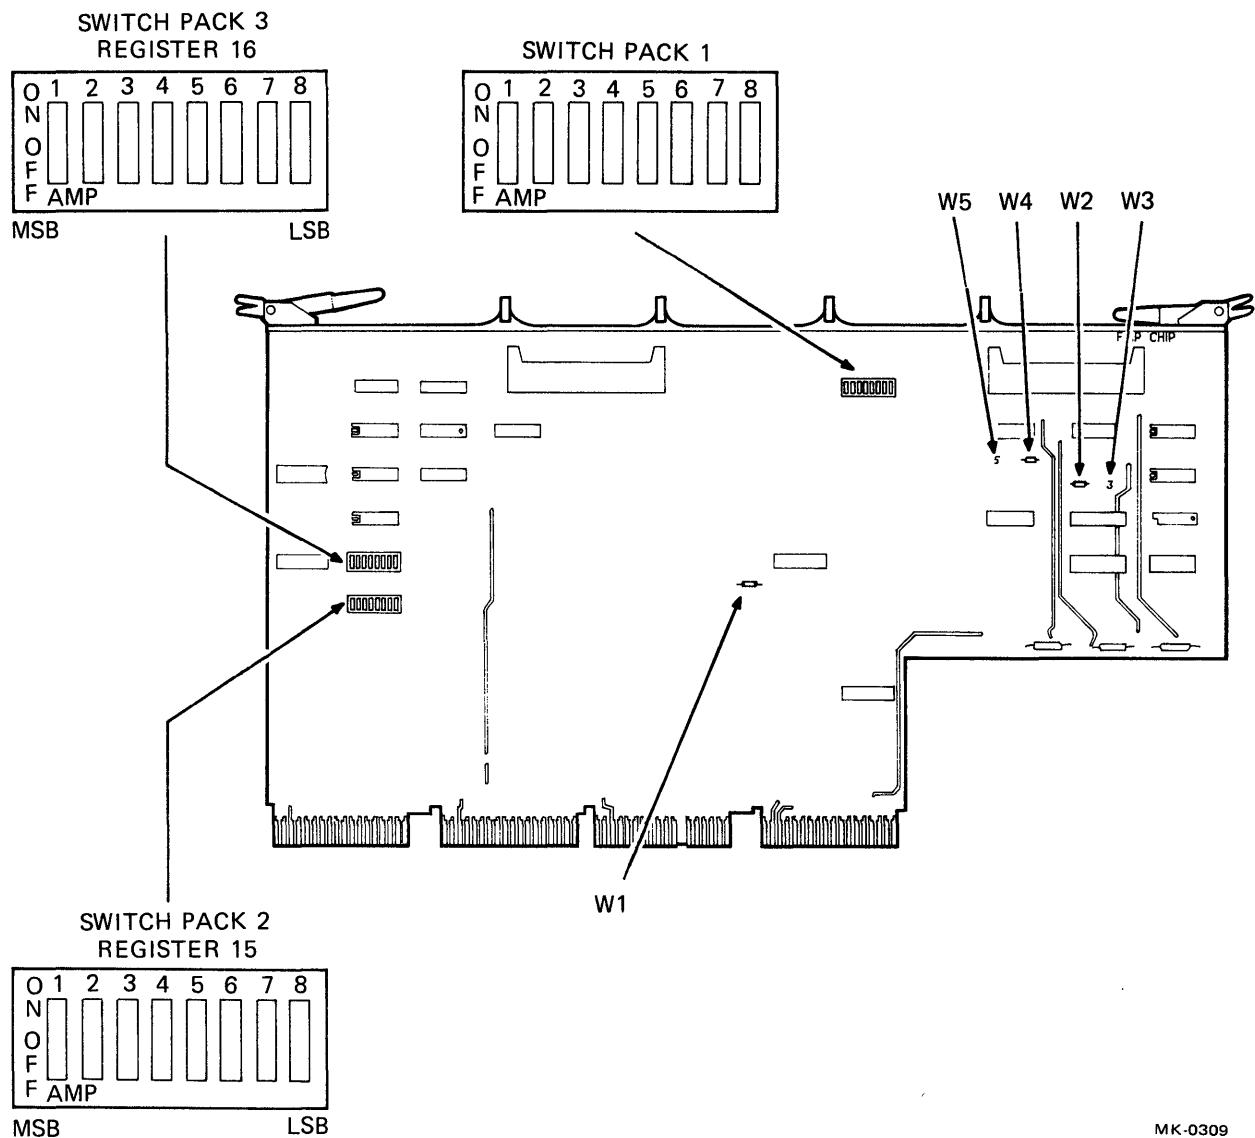 SWITCH PACK 3
REGISTER 16
ON OFF
1 2 3 4 5 6 7 8
AMP
MSB LSB
SWITCH PACK 1
ON OFF
1 2 3 4 5 6 7 8
AMP
W5 W4 W2 W3
CHIP
5
3
W1
SWITCH PACK 2
REGISTER 15
ON OFF
1 2 3 4 5 6 7 8
AMP
MSB LSB
MK-0309